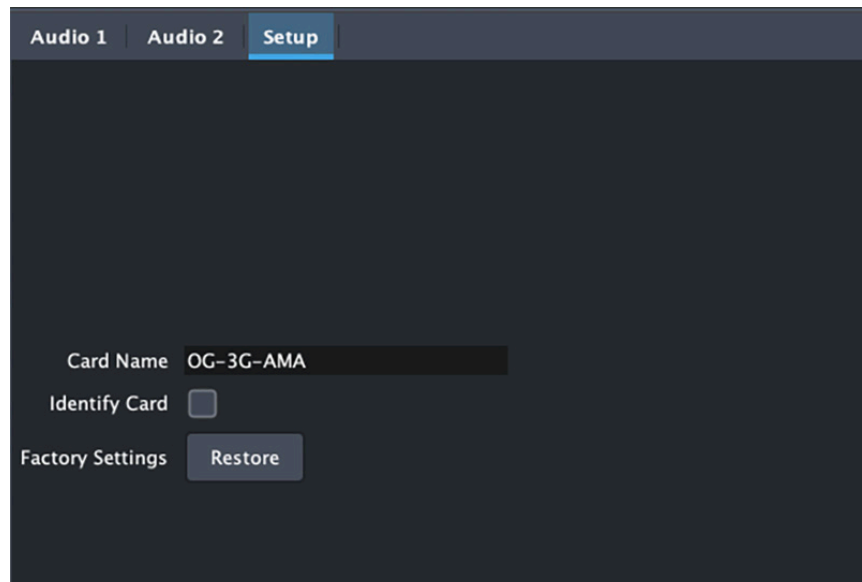 Audio 1 Audio 2 Setup
Card Name OG-3G-AMA
Identify Card
Factory Settings Restore